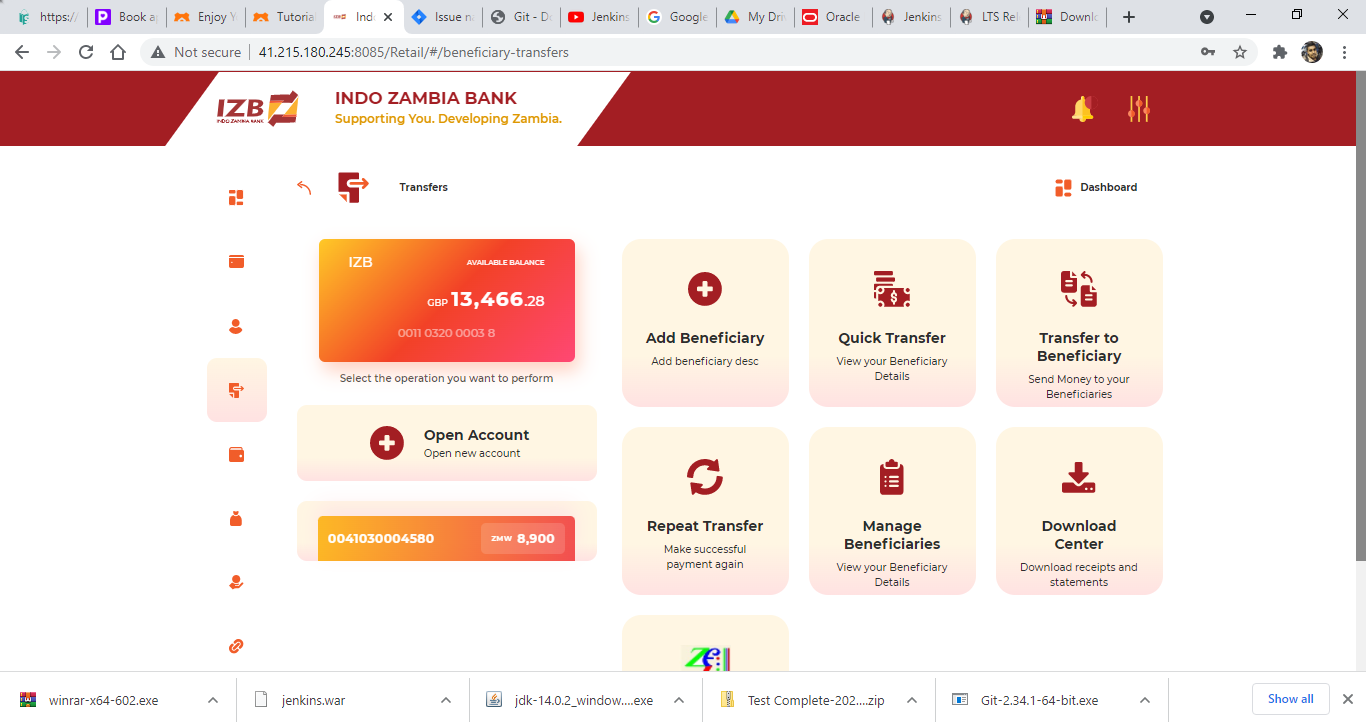 https://
Book a
Enjoy Y
Tutoria
Ind
Issue n
Git - D
Jenkins
Google
My Dri
Oracle
Jenkins
LTS Rel
Downl
Not secure
41.215.180.245:8085/Retail/#/beneficiary-transfers
IZB
INDO ZAMBIA BANK
INDO ZAMBIA BANK
Supporting You. Developing Zambia.
Transfers
Dashboard
IZB
AVAILABLE BALANCE
GBP 13,466.28
0011 0320 0003 8
Select the operation you want to perform
Open Account
Open new account
0041030004580
ZMW 8,900
Add Beneficiary
Add beneficiary desc
Quick Transfer
View your Beneficiary
Details
Transfer to
Beneficiary
Send Money to your
Beneficiaries
Repeat Transfer
Make successful
payment again
Manage
Beneficiaries
View your Beneficiary
Details
Download
Center
Download receipts and
statements
winrar-x64-602.exe
jenkins.war
jdk-14.0.2_window....exe
Test Complete-202....zip
Git-2.34.1-64-bit.exe
Show all